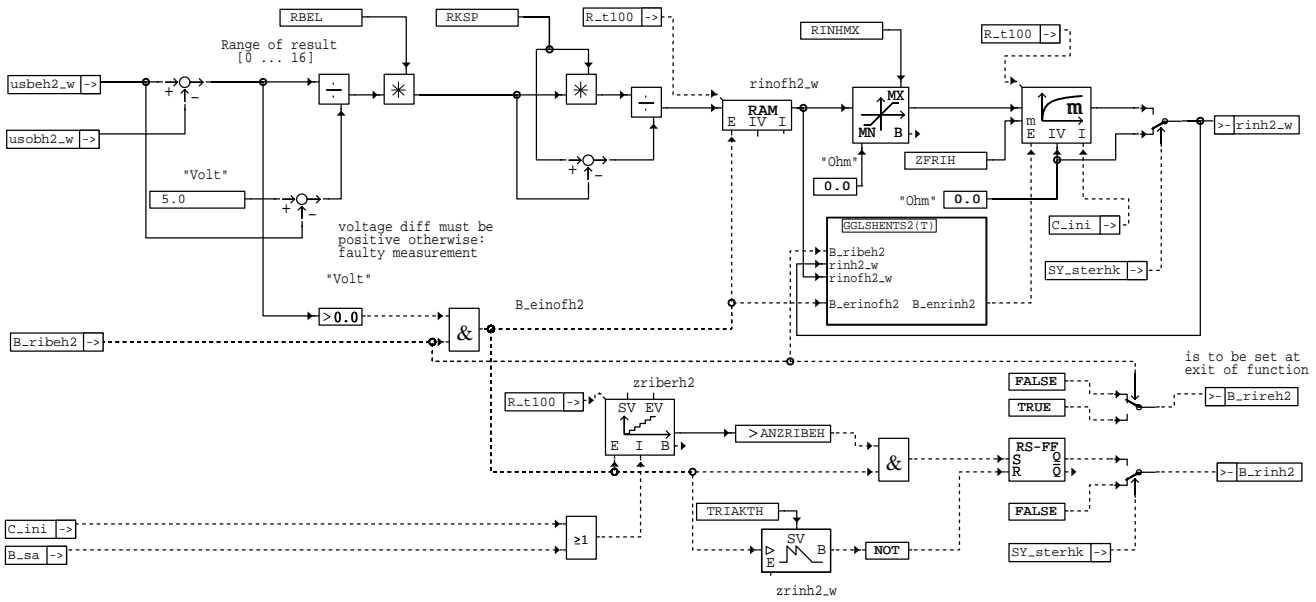 RBEL
RKSP
R_t100 ->
RINHMX
R_t100 ->
Range of result
[0 ... 16]
usbeh2_w ->
+
−
÷
*
*
÷
rinofh2_w
RAM
E IV I
MX
MN B
m
m
E IV I
>- rinh2_w
usobh2_w ->
"Volt"
5.0
+
−
+
−
"Ohm"
0.0
ZFRIH
"Ohm"
0.0
C_ini ->
SY_sterhk ->
voltage diff must be
positive otherwise:
faulty measurement
GGLSHENTS2(T)
B_ribeh2
rinh2_w
rinofh2_w
B_erinofh2 B_enrinh2
"Volt"
>0.0
B_einofh2
&
B_ribeh2 ->
is to be set at
exit of function
FALSE
TRUE
>- B_rireh2
zriberh2
R_t100 ->
SV EV
E I B
>ANZRIBEH
&
RS-FF
S Q
R Q̅
>- B_rinh2
FALSE
TRIAKTH
SV
B
E
NOT
SY_sterhk ->
zrinh2_w
C_ini ->
B_sa ->
≥1